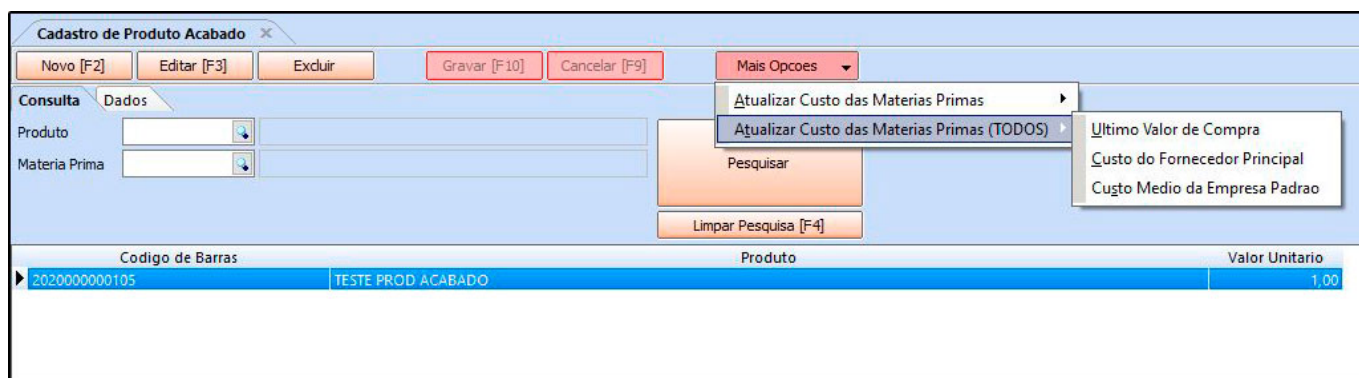 Cadastro de Produto Acabado
Novo [F2] Editar [F3] Excluir Gravar [F10] Cancelar [F9] Mais Opcoes
Consulta Dados
Atualizar Custo das Materias Primas
Produto
Atualizar Custo das Materias Primas (TODOS) Ultimo Valor de Compra
Materia Prima Pesquisar Custo do Fornecedor Principal
Custo Medio da Empresa Padrao
Limpar Pesquisa [F4]
Codigo de Barras Produto Valor Unitario
2020000000105 TESTE PROD ACABADO 1,00